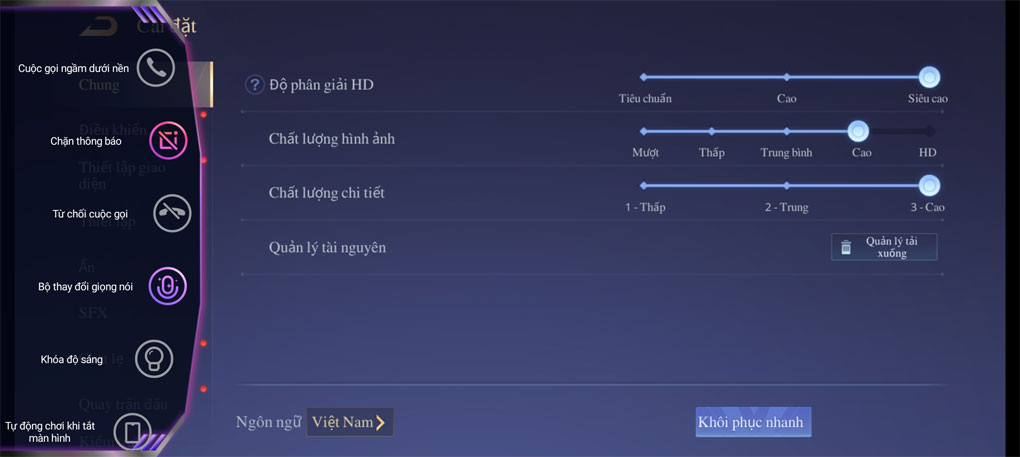 Cài đặt
Cuộc gọi ngầm dưới nền
Chung
Chặn thông báo
Điều khiển
Thiết lập giao
điện
Từ chối cuộc gọi
Thiết lập
Ẩn
Bộ thay đổi giọng nói
SFX
Khóa độ sáng
Quay trận đấu
Tự động chơi khi tắt
màn hình
Độ phân giải HD
Tiêu chuẩn Cao Siêu cao
Chất lượng hình ảnh
Mượt Thấp Trung bình Cao HD
Chất lượng chi tiết
1 - Thấp 2 - Trung 3 - Cao
Quản lý tài nguyên
Quản lý tải
xuống
Ngôn ngữ Việt Nam
Khôi phục nhanh